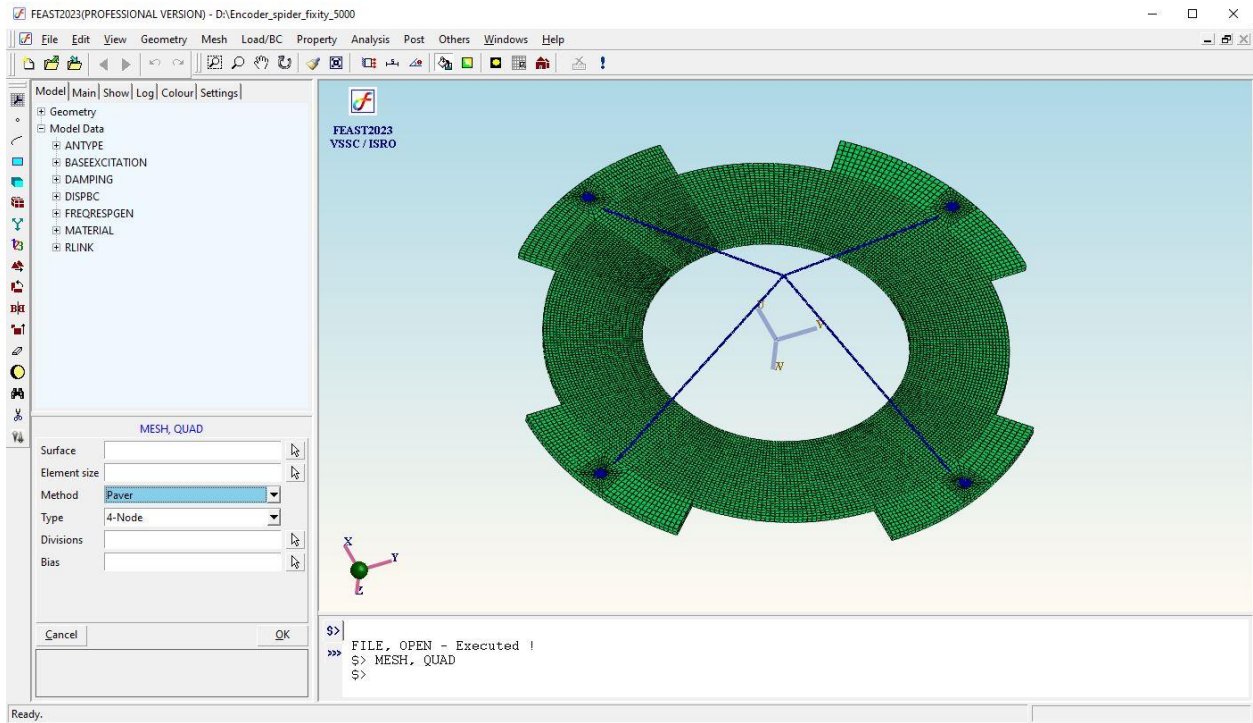 FEAST2023(PROFESSIONAL VERSION) - D:\Encoder_spider_fixity_5000
File Edit View Geometry Mesh Load/BC Property Analysis Post Others Windows Help
Model Main Show Log Colour Settings
Geometry
Model Data
ANTYPE
BASEEXCITATION
DAMPING
DISPBC
FREQRESPGEN
MATERIAL
RLINK
MESH, QUAD
Surface
Element size
Method Paver
Type 4-Node
Divisions
Bias
Cancel OK
FEAST2023
VSSC / ISRO
U
V
W
X
Y
Z
$>
FILE, OPEN - Executed !
>>>
$> MESH, QUAD
$>
Ready.